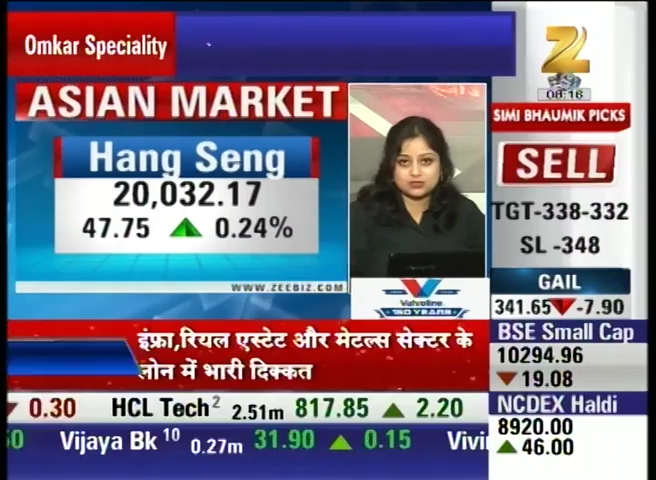 Omkar Speciality
Z
08:16
ASIAN MARKET
Hang Seng
20,032.17
47.75 0.24%
WWW.ZEEBIZ.COM
Valvoline
150 YEARS
SIMI BHAUMIK PICKS
SELL
TGT-338-332
SL -348
GAIL
341.65 -7.90
BSE Small Cap
10294.96
19.08
NCDEX Haldi
8920.00
46.00
इंफ्रा,रियल एस्टेट और मेटल्स सेक्टर के
लोन में भारी दिक्कत
0.30 HCL Tech2 2.51m 817.85 2.20
Vijaya Bk 10 0.27m 31.90 0.15